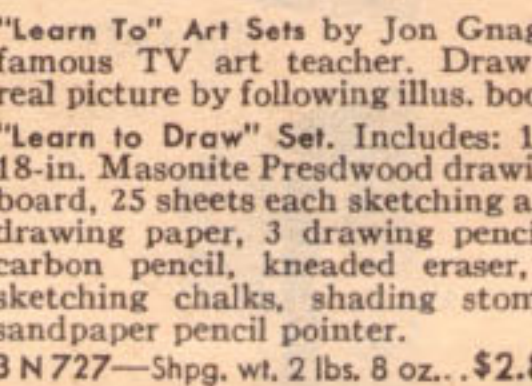 "Learn To" Art Sets by Jon Gnag
famous TV art teacher. Draw
real picture by following illus. boo
"Learn to Draw" Set. Includes: 1
18-in. Masonite Presdwood drawi
board, 25 sheets each sketching a
drawing paper, 3 drawing penci
carbon pencil, kneaded eraser,
sketching chalks, shading stom
sandpaper pencil pointer.
3 N 727—Shpg. wt. 2 lbs. 8 oz...$2.